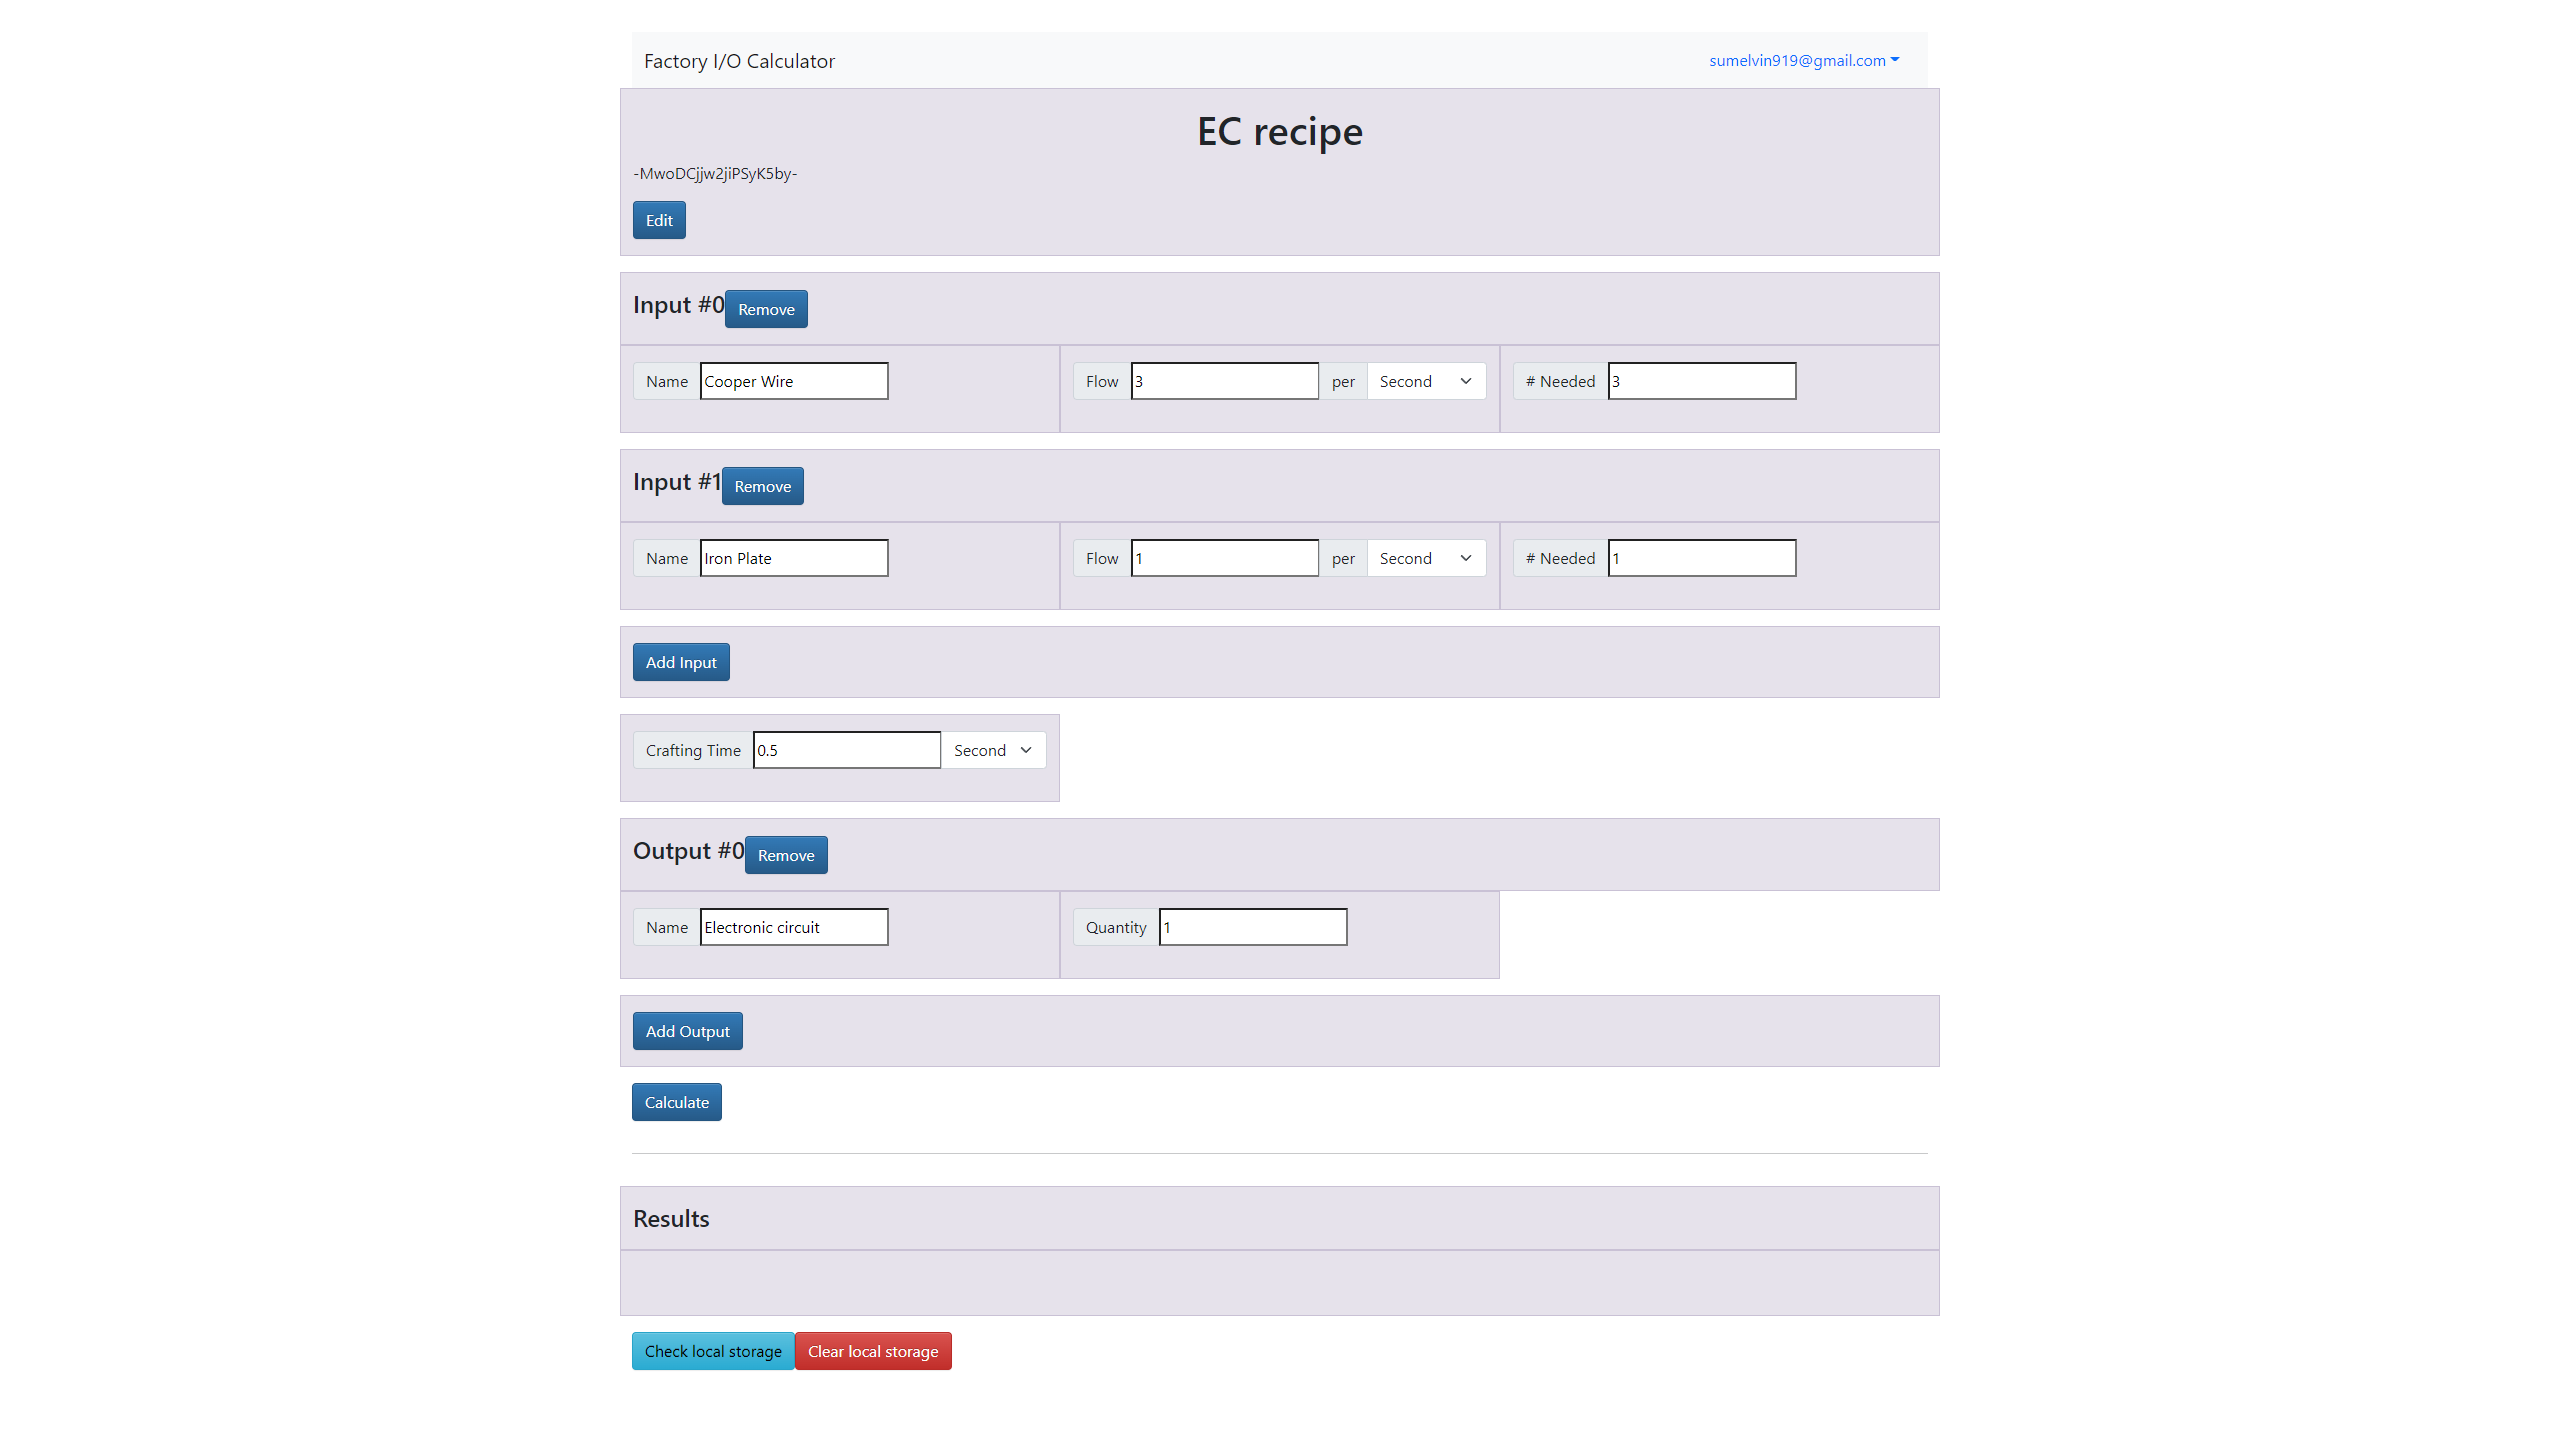 Factory I/O Calculator sumelvin919@gmail.com
EC recipe
-MwoDCjjw2jiPSyK5by-
Edit
Input #0 Remove
Name Cooper Wire Flow 3 per Second # Needed 3
Input #1 Remove
Name Iron Plate Flow 1 per Second # Needed 1
Add Input
Crafting Time 0.5 Second
Output #0 Remove
Name Electronic circuit Quantity 1
Add Output
Calculate
Results
Check local storage Clear local storage